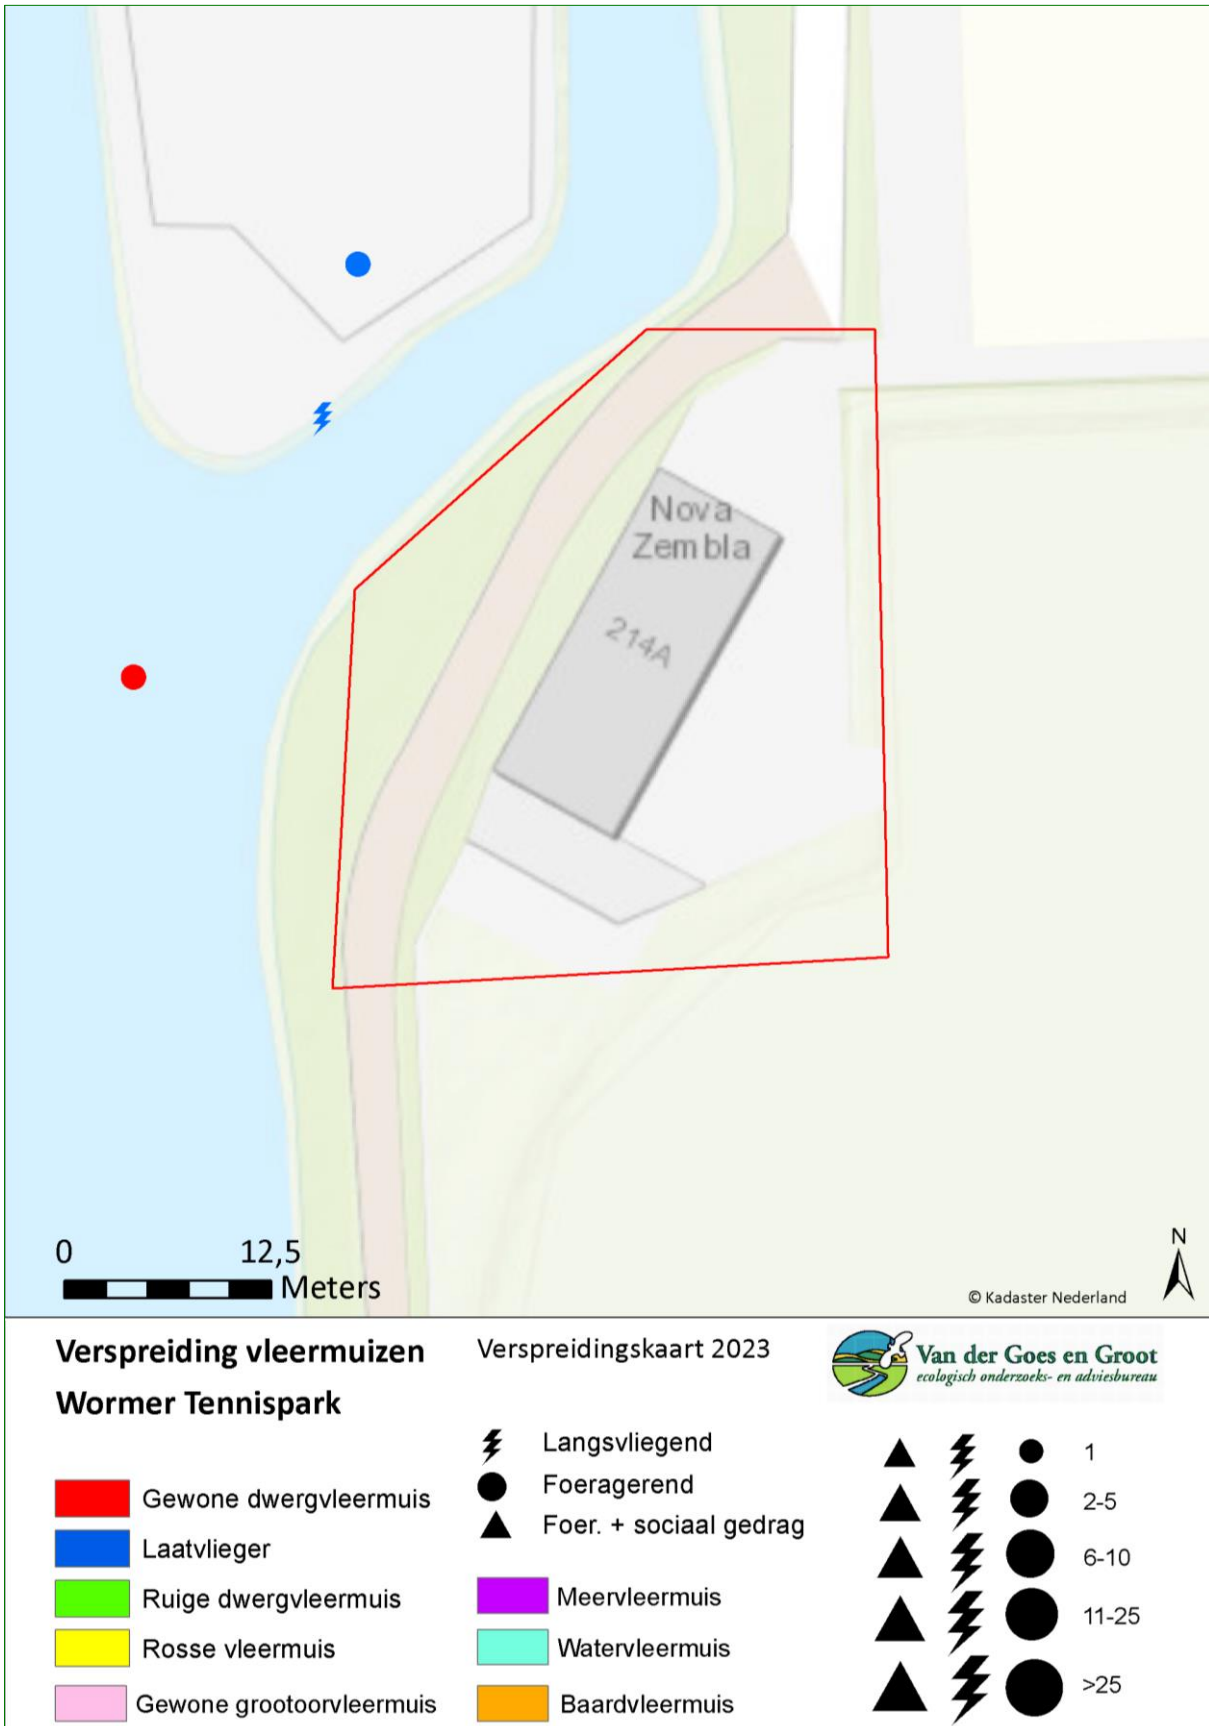 Nova
Zembla
214A
0 12,5
Meters
N
© Kadaster Nederland
Verspreiding vleermuizen
Wormer Tennispark
Verspreidingskaart 2023
Van der Goes en Groot
ecologisch onderzoeks- en adviesbureau
Gewone dwergvleermuis
Laatvlieger
Ruige dwergvleermuis
Rosse vleermuis
Gewone grootoorvleermuis
Langsvliegend
Foeragerend
Foer. + sociaal gedrag
Meervleermuis
Watervleermuis
Baardvleermuis
1
2-5
6-10
11-25
>25